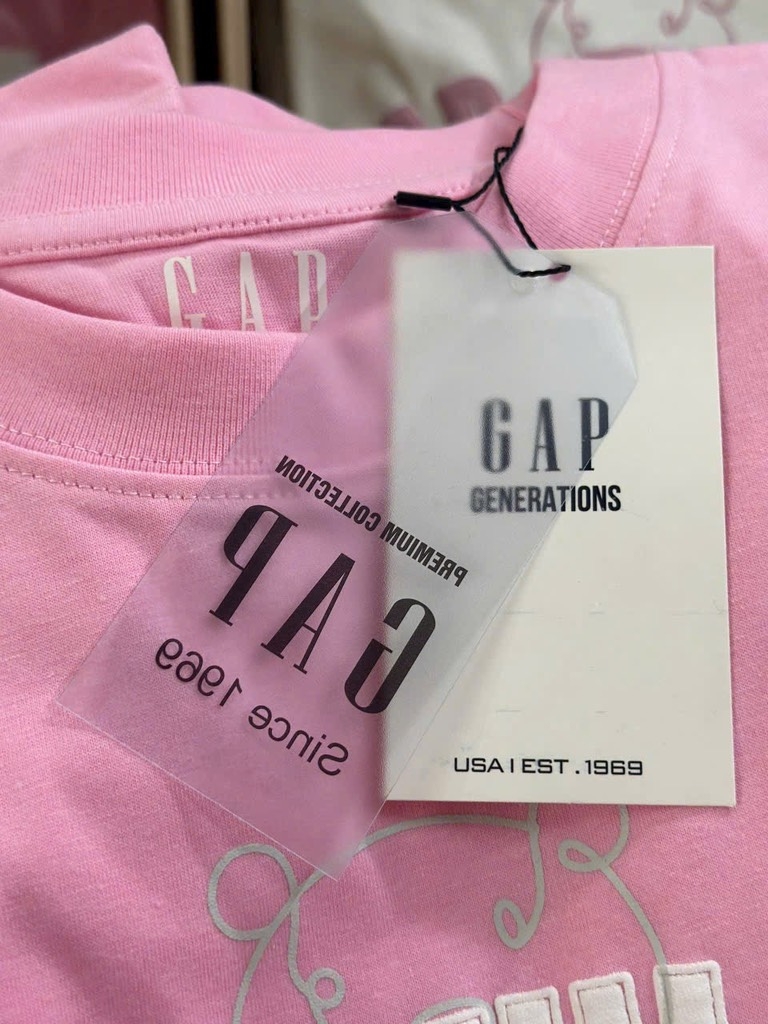 GAP
GAP
GENERATIONS
PREMIUM COLLECTION
GAP
Since 1969
USA | EST . 1969